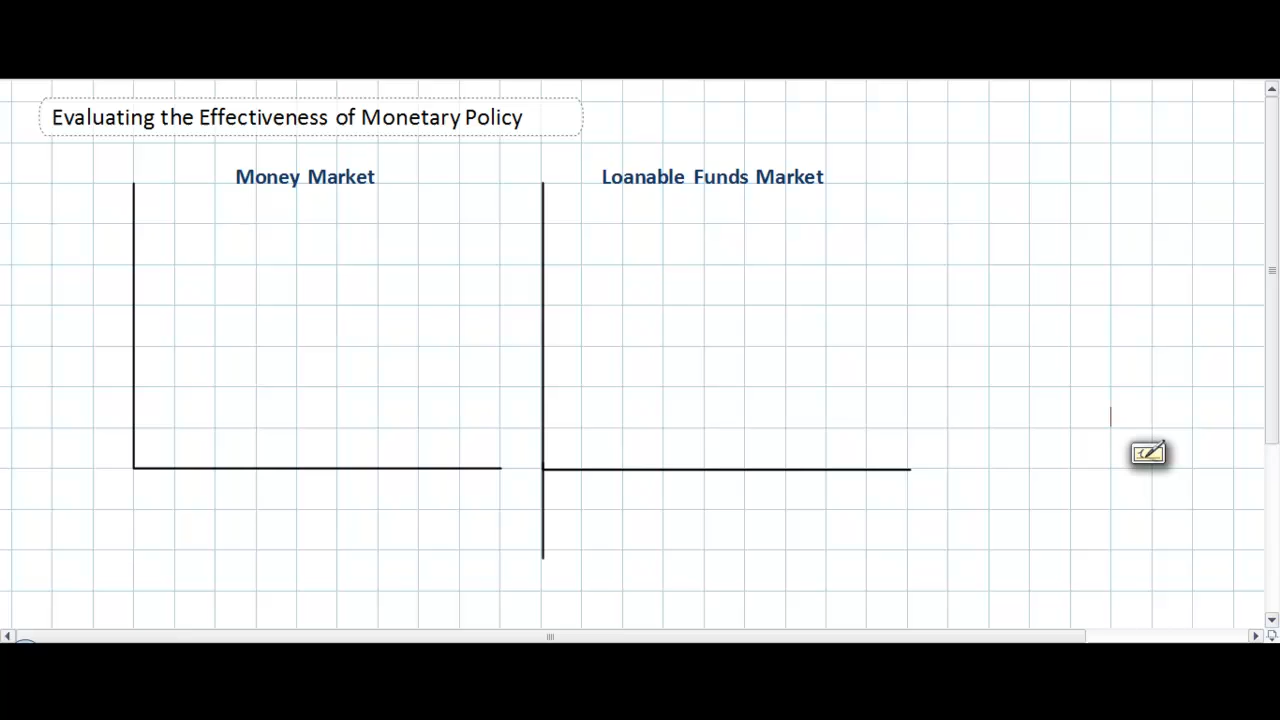 Evaluating the Effectiveness of Monetary Policy
Money Market
Loanable Funds Market